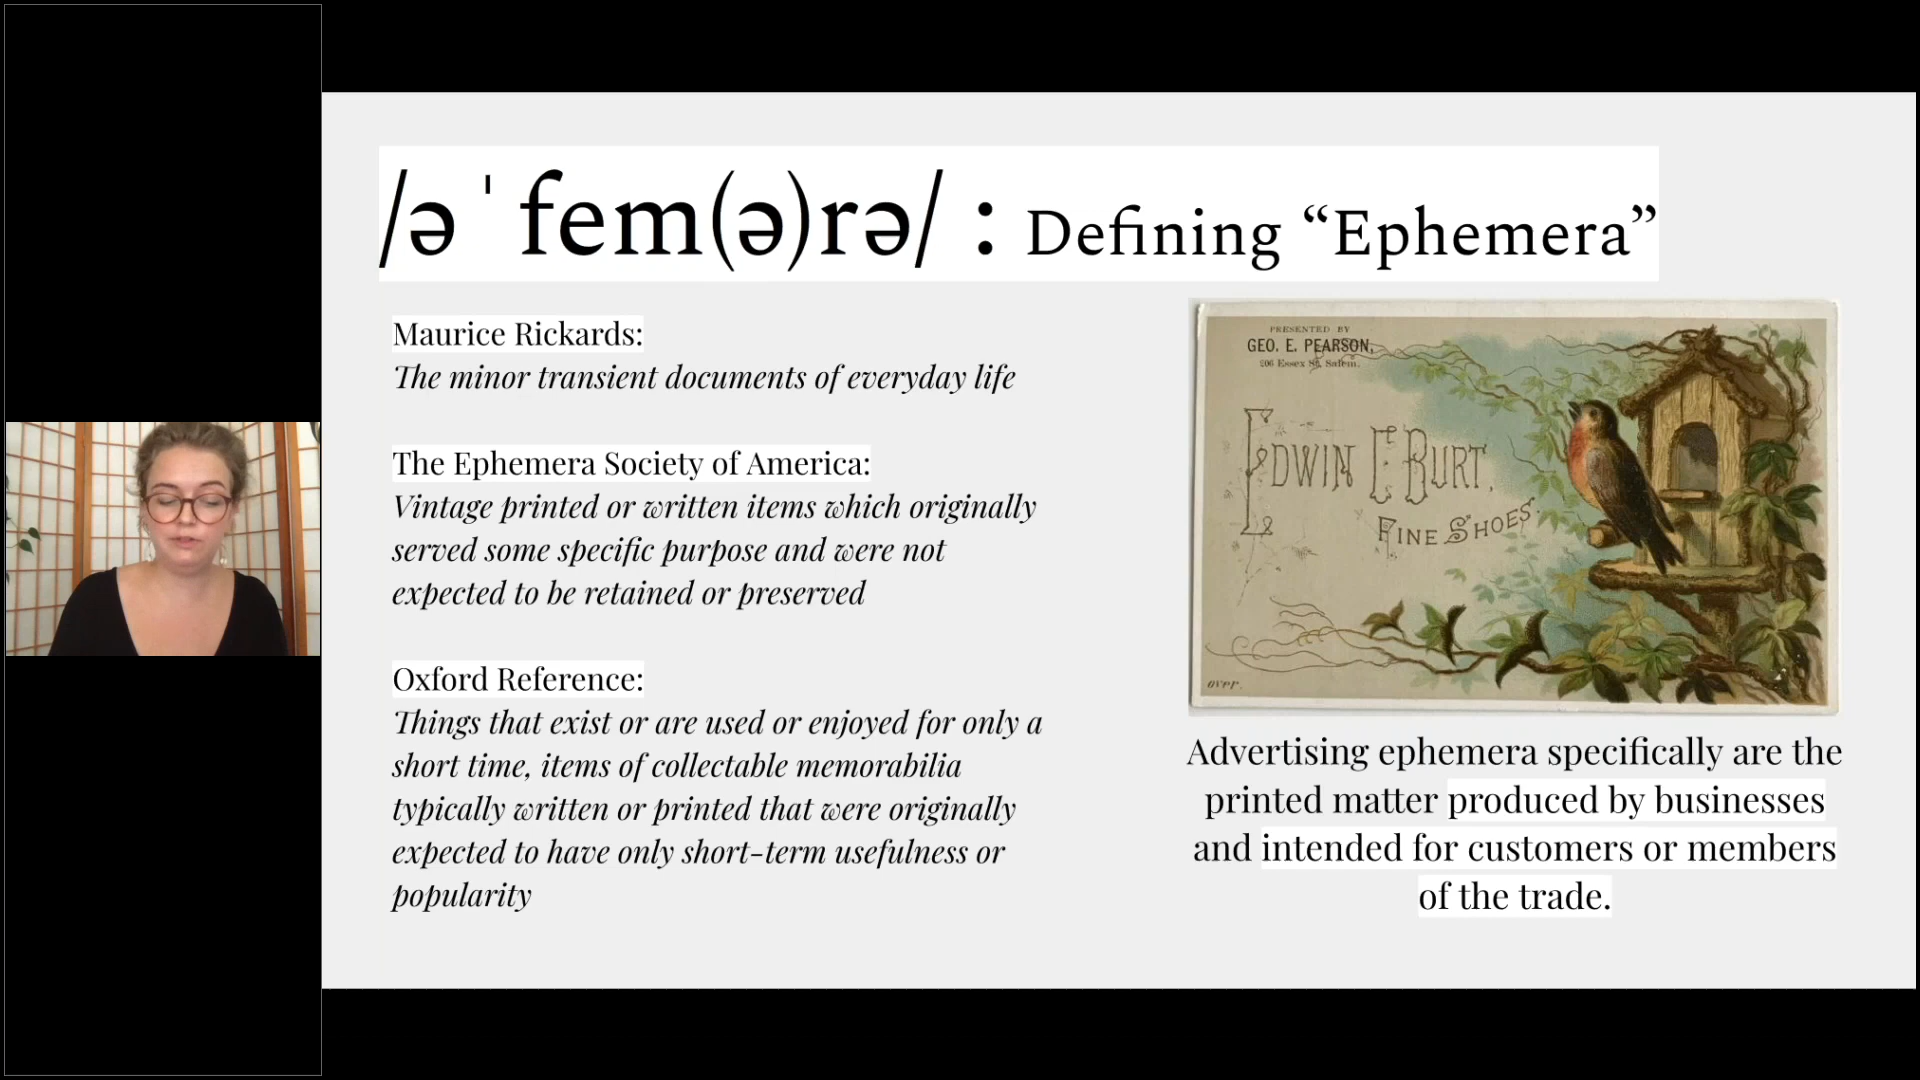 /ə ˈ fem(ə)rə/ : Defining “Ephemera”
Maurice Rickards:
The minor transient documents of everyday life
The Ephemera Society of America:
Vintage printed or written items which originally
served some specific purpose and were not
expected to be retained or preserved
Oxford Reference:
Things that exist or are used or enjoyed for only a
short time, items of collectable memorabilia
typically written or printed that were originally
expected to have only short-term usefulness or
popularity
PRESENTED BY
GEO. E. PEARSON,
206 Essex St, Salem.
EDWIN C BURT,
FINE SHOES.
OVER.
Advertising ephemera specifically are the
printed matter produced by businesses
and intended for customers or members
of the trade.